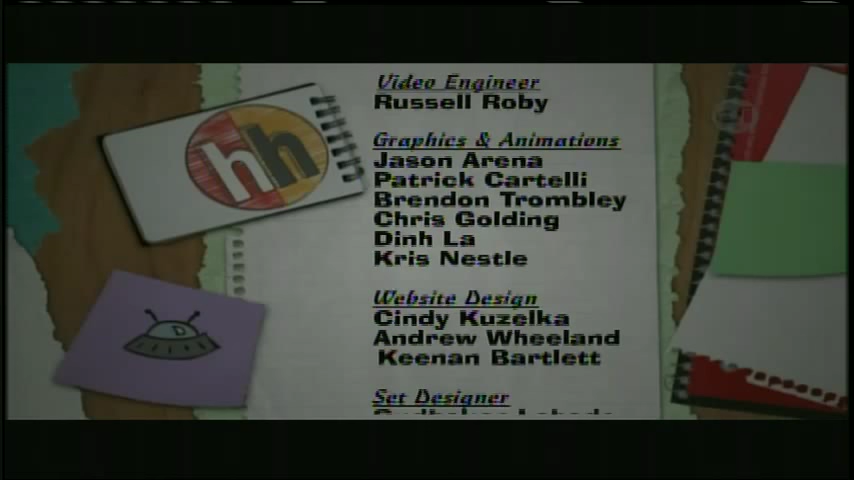 hh
Video Engineer
Russell Roby
Graphics & Animations
Jason Arena
Patrick Cartelli
Brendon Trombley
Chris Golding
Dinh La
Kris Nestle
Website Design
Cindy Kuzelka
Andrew Wheeland
Keenan Bartlett
Set Designer